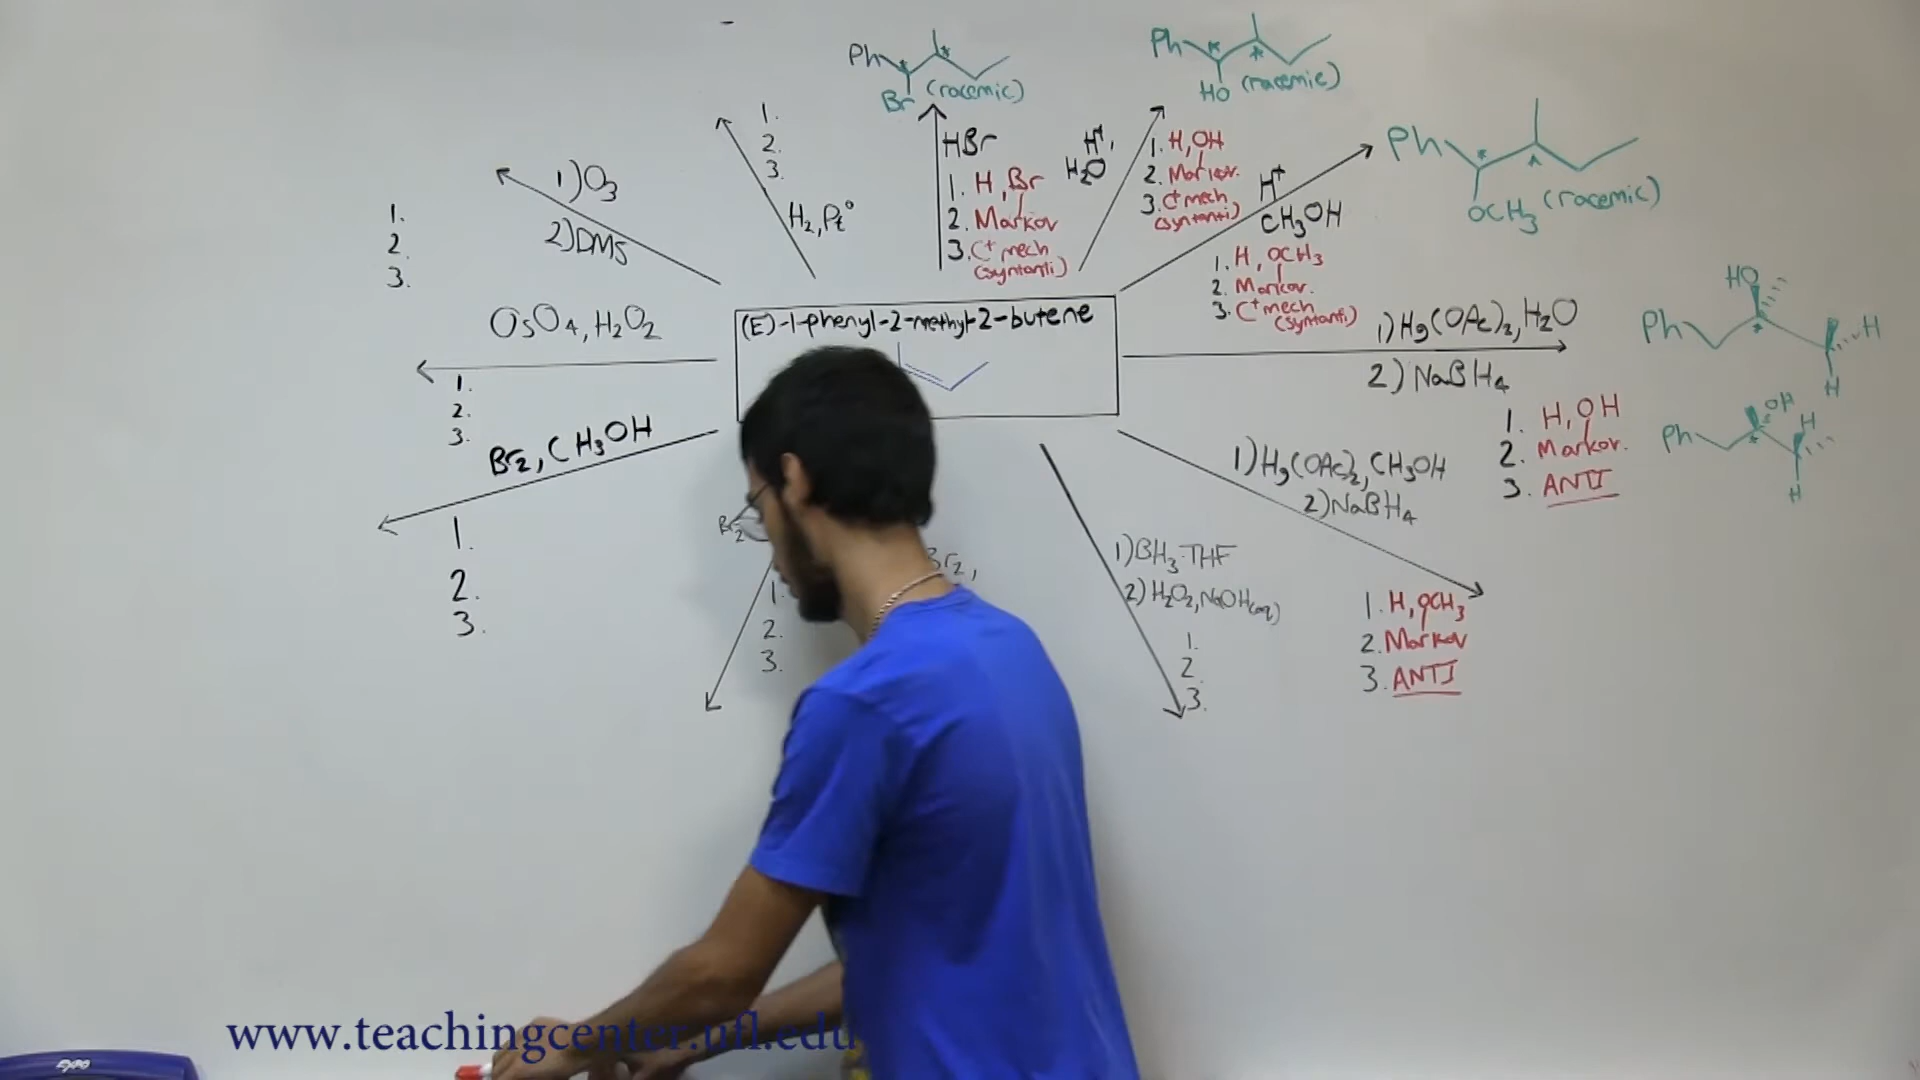 Ph
Br (racemic)
Ph
HO (racemic)
Ph
OCH3 (racemic)
1.
2.
3.
H2, Pt°
HBr
1. H, Br
2. Markov
3. C+ mech
(syn+anti)
H+,
H2O
1. H, OH
2. Markov.
3. C+ mech
(syn+anti)
H+
CH3OH
1. H, OCH3
2. Markov.
3. C+ mech
(syn+anti)
1) O3
2) DMS
1.
2.
3.
OsO4, H2O2
1.
2.
3.
(E)-1-phenyl-2-methyl-2-butene
1) Hg(OAc)2, H2O
2) NaBH4
1. H, OH
2. Markov.
3. ANTI
HO
Ph
H
H
OH
Ph
H
H
Br2, CH3OH
1.
2.
3.
Br2
1.
2.
3.
Br2,
1) BH3·THF
2) H2O2, NaOH(aq)
1.
2.
3.
1) Hg(OAc)2, CH3OH
2) NaBH4
1. H, OCH3
2. Markov
3. ANTI
www.teachingcenter.ufl.edu
expo